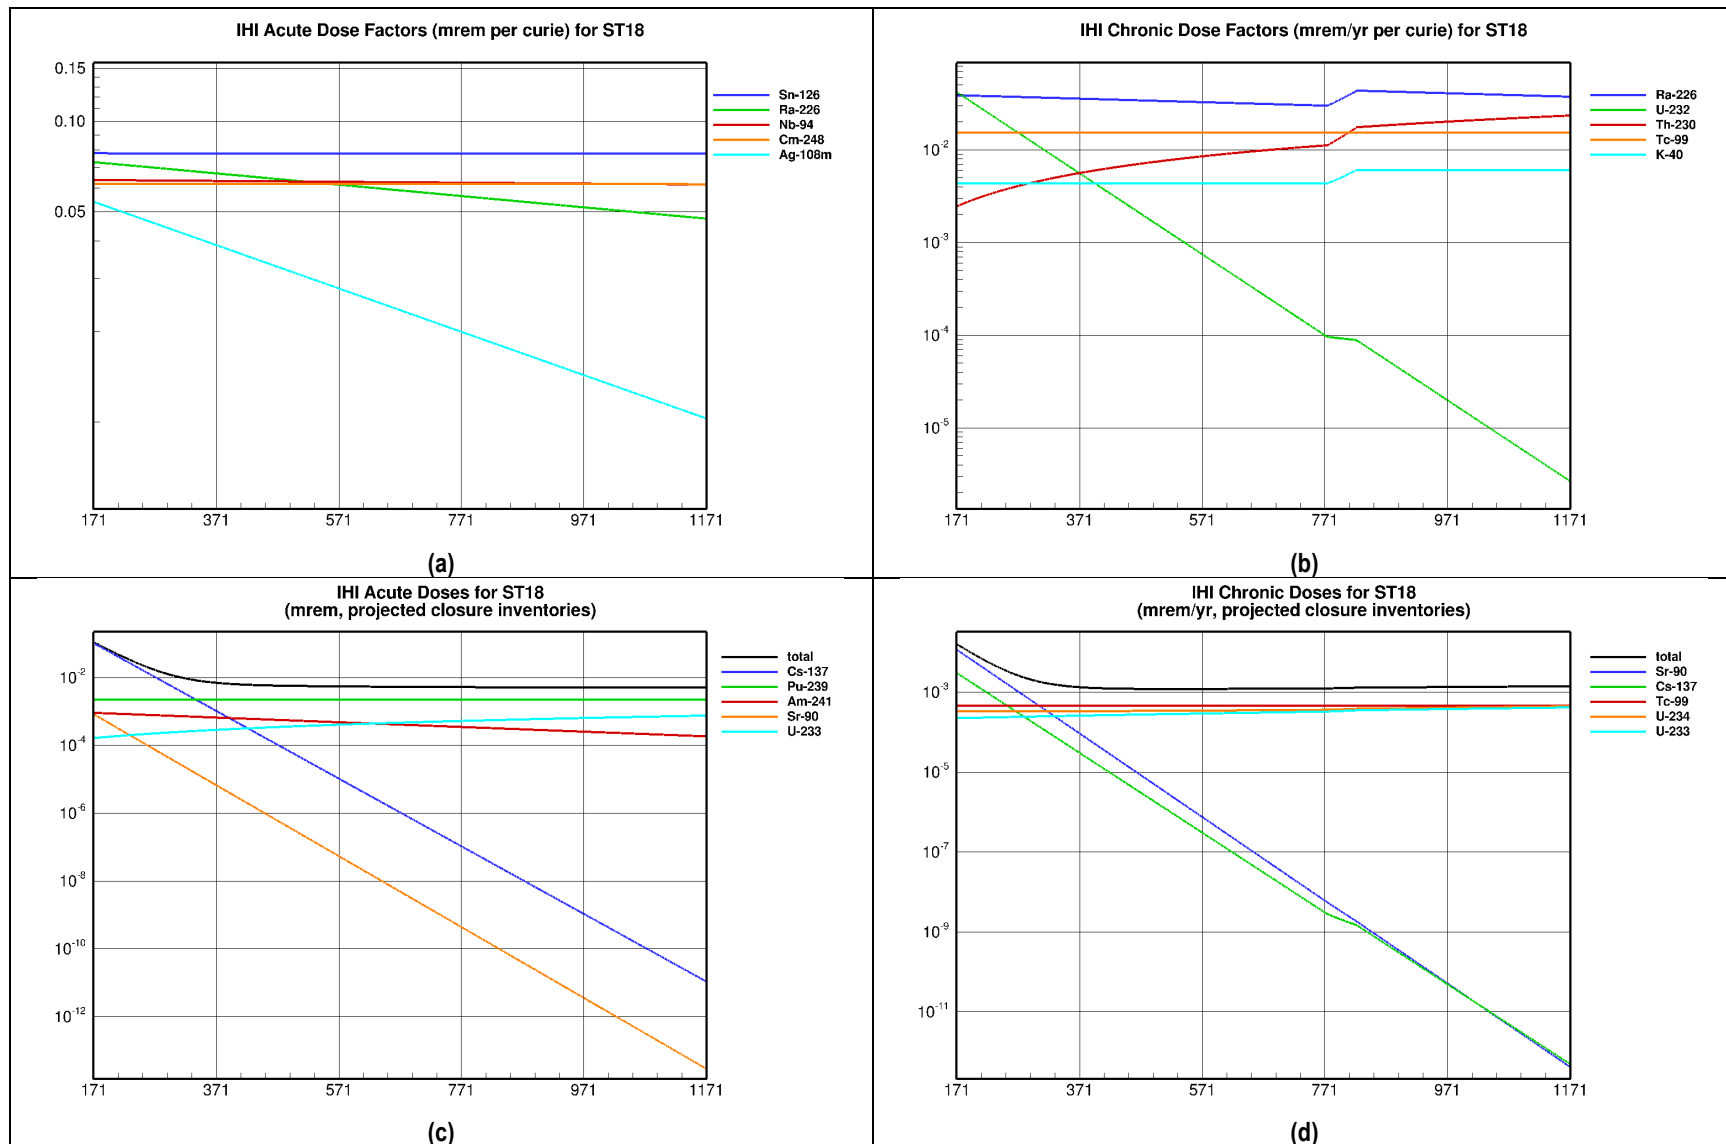 IHI Acute Dose Factors (mrem per curie) for ST18
0.15
0.10
0.05
171 371 571 771 971 1171
Sn-126
Ra-226
Nb-94
Cm-248
Ag-108m
(a)
IHI Chronic Dose Factors (mrem/yr per curie) for ST18
10-2
10-3
10-4
10-5
171 371 571 771 971 1171
Ra-226
U-232
Th-230
Tc-99
K-40
(b)
IHI Acute Doses for ST18
(mrem, projected closure inventories)
10-2
10-4
10-6
10-8
10-10
10-12
171 371 571 771 971 1171
total
Cs-137
Pu-239
Am-241
Sr-90
U-233
(c)
IHI Chronic Doses for ST18
(mrem/yr, projected closure inventories)
10-3
10-5
10-7
10-9
10-11
171 371 571 771 971 1171
total
Sr-90
Cs-137
Tc-99
U-234
U-233
(d)